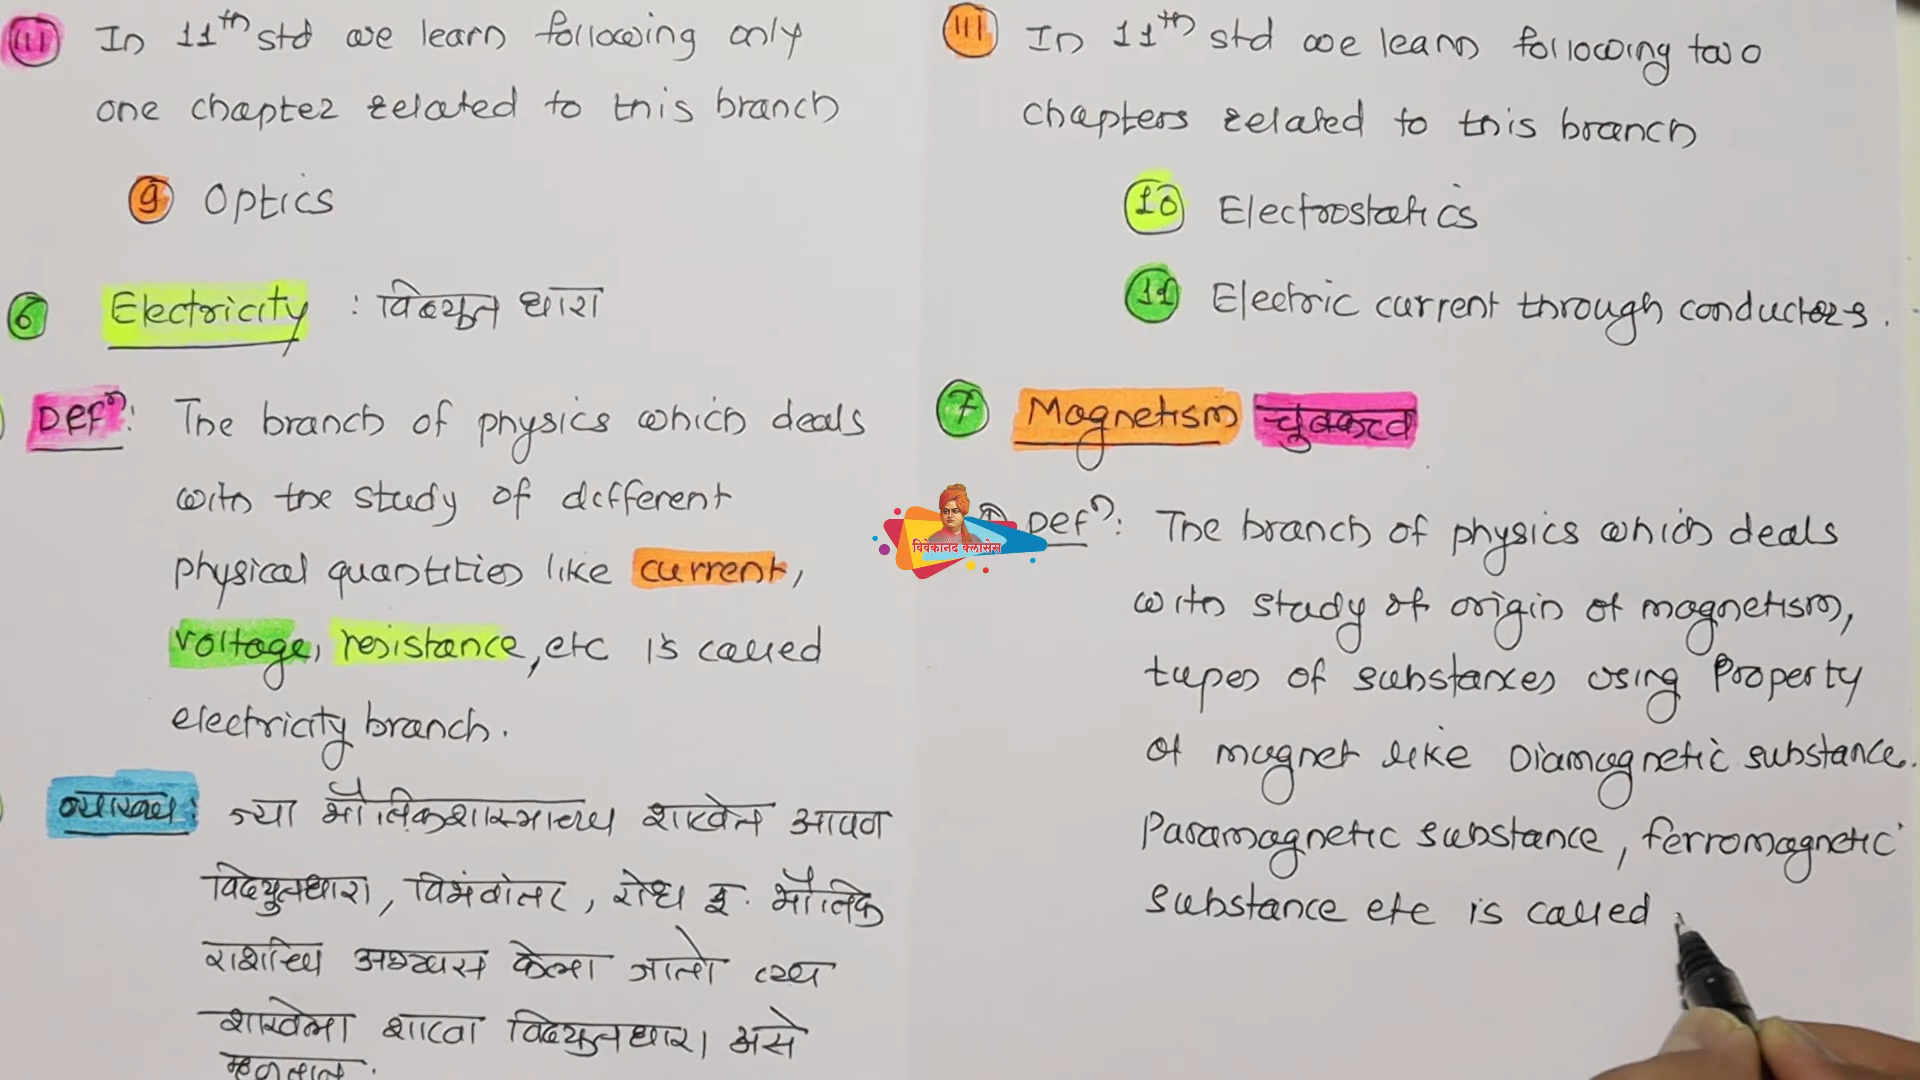 III In 11th std we learn following only
one chapter related to this branch
9 Optics
6 Electricity : विद्युत धारा
Defn: The branch of physics which deals
with the study of different
physical quantities like current,
voltage, resistance, etc is called
electricity branch.
व्याख्या: ज्या भौतिकशास्त्राच्या शाखेत आपण
विद्युतधारा, विभवांतर, रोध इ. भौतिक
राशींचा अभ्यास केला जातो त्या
शाखेला शाखा विद्युतधारा असे
म्हणतात.
III In 11th std we learn following two
chapters related to this branch
10 Electrostatics
11 Electric current through conductors.
7 Magnetism चुंबकत्व
Defn: The branch of physics which deals
with study of origin of magnetism,
types of substances using Property
of magnet like Diamagnetic substance.
Paramagnetic substance, ferromagnetic
substance etc is called
विवेकानंद क्लासेस